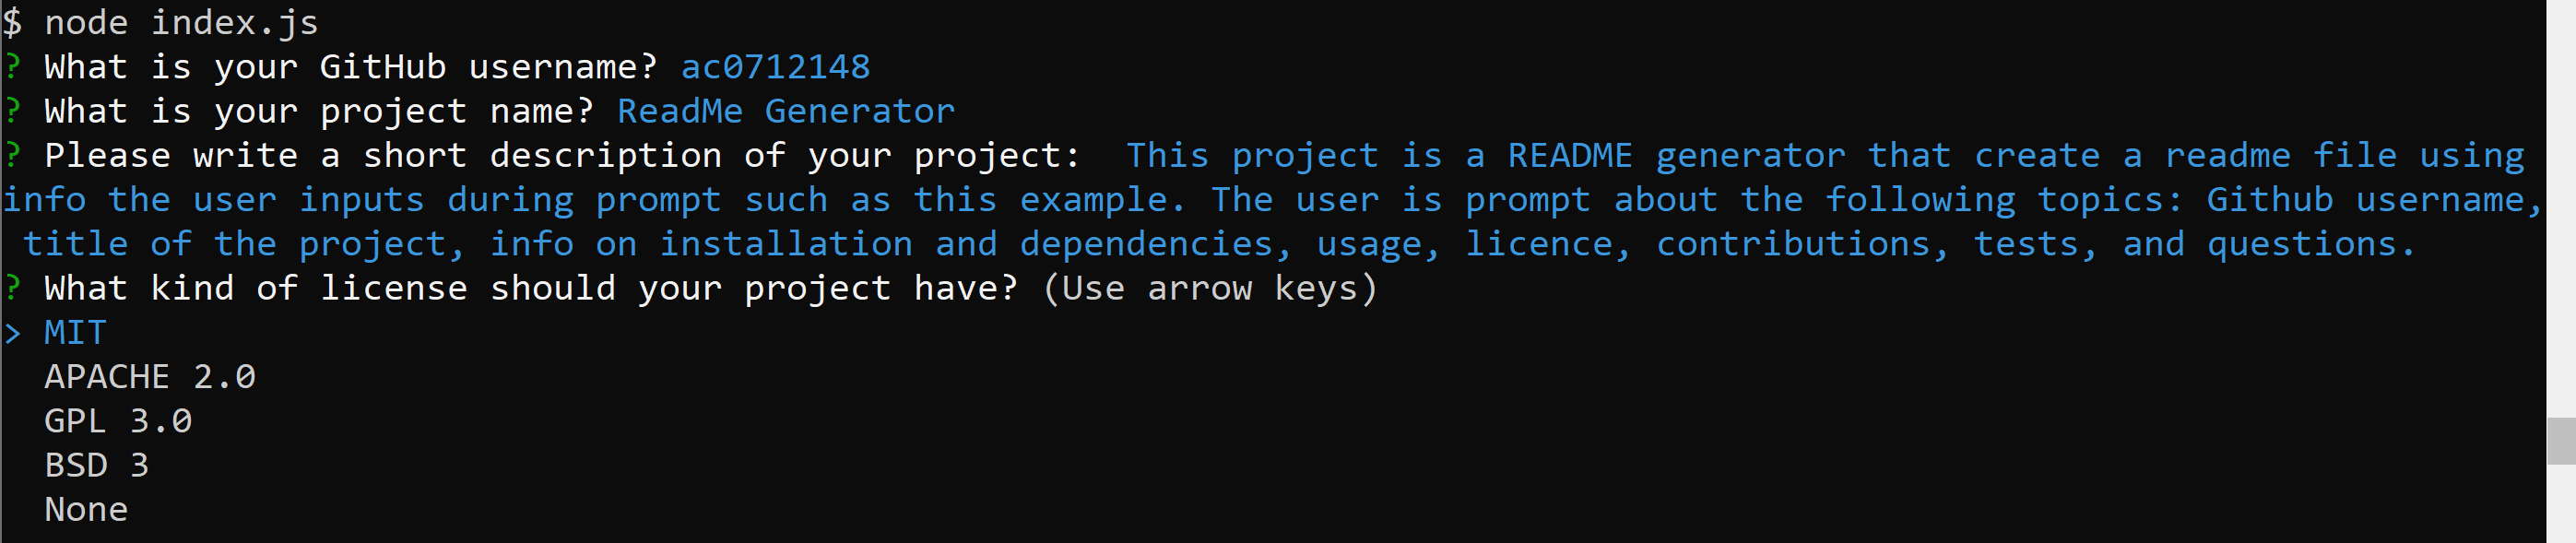 $ node index.js
? What is your GitHub username? ac0712148
? What is your project name? ReadMe Generator
? Please write a short description of your project:  This project is a README generator that create a readme file using
info the user inputs during prompt such as this example. The user is prompt about the following topics: Github username,
 title of the project, info on installation and dependencies, usage, licence, contributions, tests, and questions.
? What kind of license should your project have? (Use arrow keys)
> MIT
  APACHE 2.0
  GPL 3.0
  BSD 3
  None